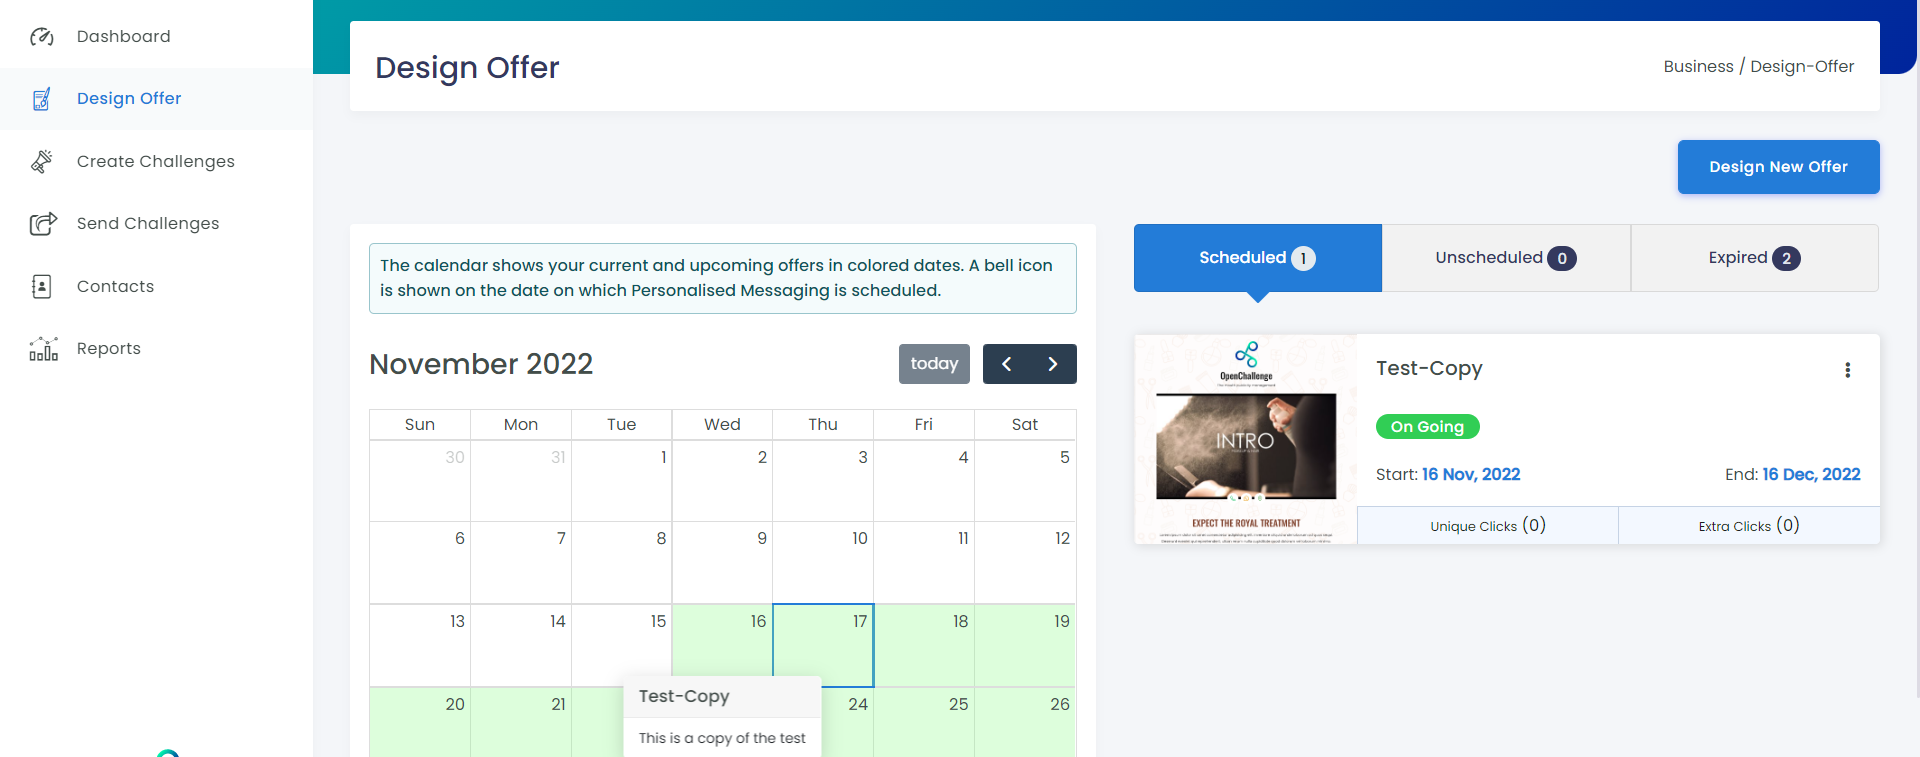 Dashboard
Design Offer
Create Challenges
Send Challenges
Contacts
Reports
Design Offer
Business / Design-Offer
Design New Offer
The calendar shows your current and upcoming offers in colored dates. A bell icon
is shown on the date on which Personalised Messaging is scheduled.
November 2022
today
Sun Mon Tue Wed Thu Fri Sat
30 31 1 2 3 4 5
6 7 8 9 10 11 12
13 14 15 16 17 18 19
20 21 24 25 26
Test-Copy
This is a copy of the test
Scheduled 1
Unscheduled 0
Expired 2
OpenChallenge
INTRO
EXPECT THE ROYAL TREATMENT
Test-Copy
On Going
Start: 16 Nov, 2022
End: 16 Dec, 2022
Unique Clicks (0)
Extra Clicks (0)